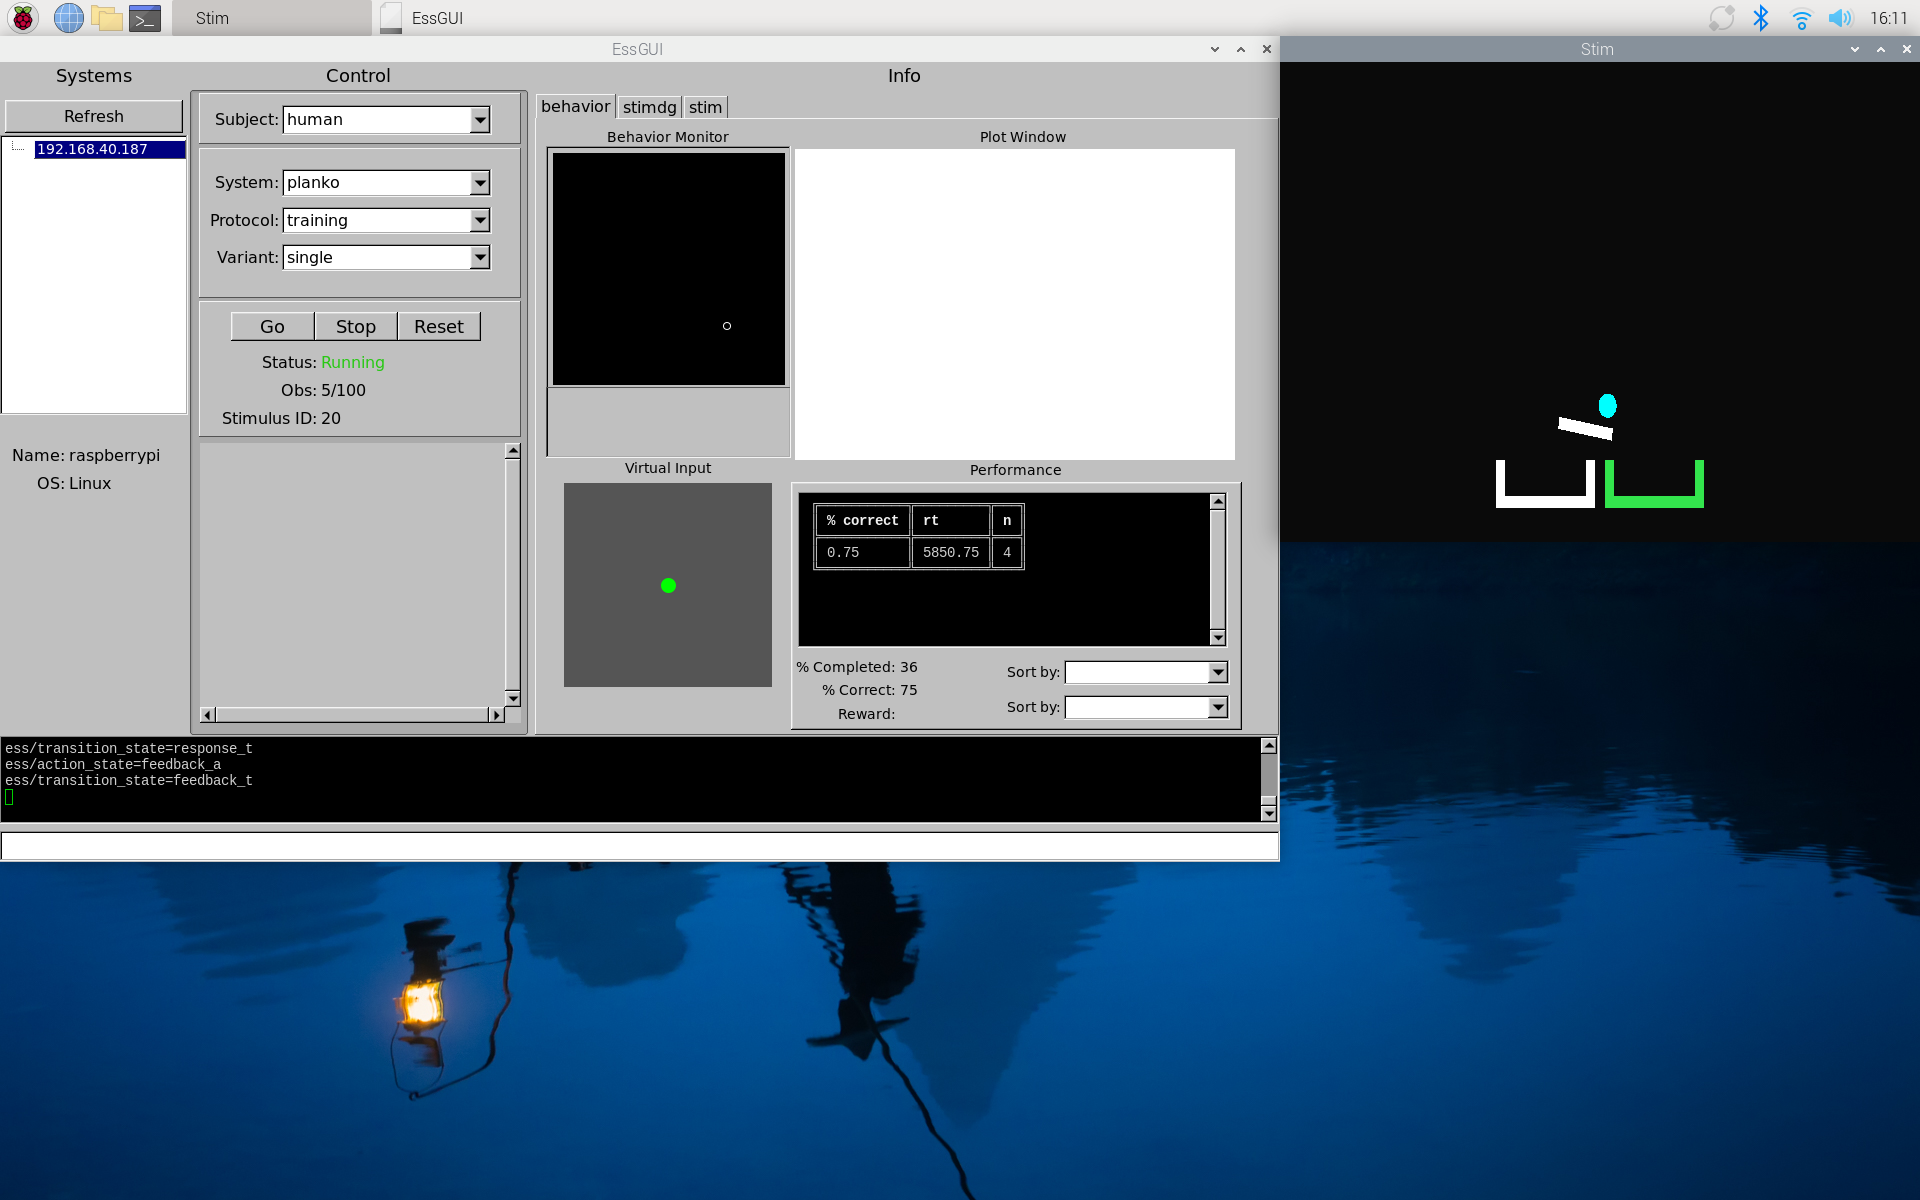 Stim
EssGUI
16:11
EssGUI
Stim
Systems
Control
Info
Refresh
192.168.40.187
Name: raspberrypi
OS: Linux
Subject: human
System: planko
Protocol: training
Variant: single
Go
Stop
Reset
Status: Running
Obs: 5/100
Stimulus ID: 20
behavior
stimdg
stim
Behavior Monitor
Plot Window
Virtual Input
Performance
% correct rt n
0.75 5850.75 4
% Completed: 36
% Correct: 75
Reward:
Sort by:
Sort by:
ess/transition_state=response_t
ess/action_state=feedback_a
ess/transition_state=feedback_t